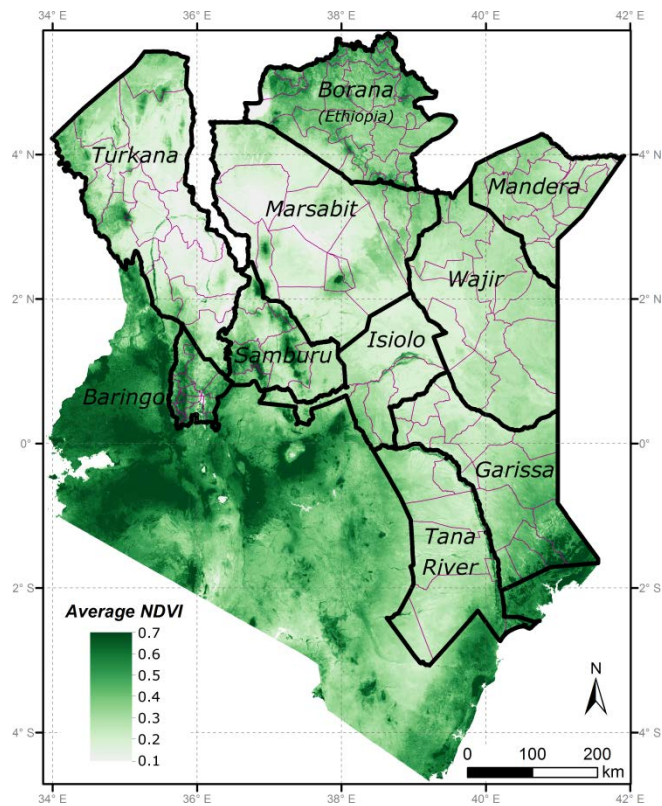 34° E
36° E
38° E
40° E
42° E
Borana
(Ethiopia)
4° N
Turkana
4° N
Mandera
Marsabit
Wajir
2° N
2° N
Isiolo
Samburu
Baringo
0°
0°
Garissa
Tana
River
2° S
2° S
Average NDVI
0.7
0.6
0.5
0.4
0.3
0.2
0.1
N
4° S
4° S
0 100 200
km
34° E
36° E
38° E
40° E
42° E